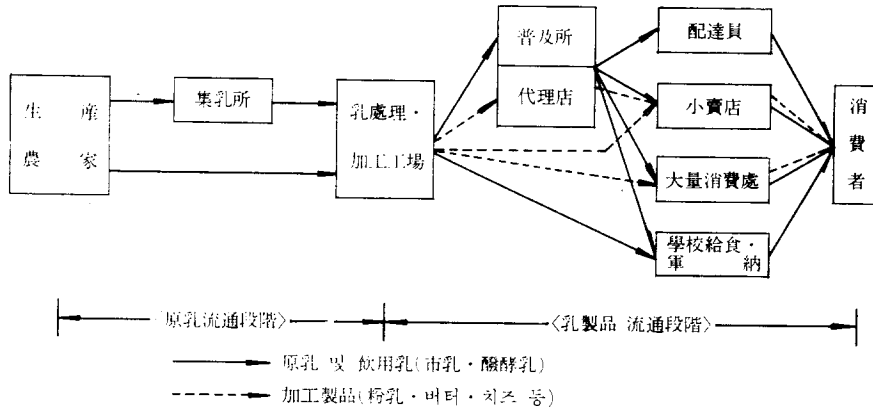 生 産
農 家
集乳所
乳處理·
加工工場
普及所
代理店
配達員
小賣店
大量消費處
學校給食·
軍 納
消
費
者
〈原乳流通段階〉
〈乳製品 流通段階〉
原乳 및 飮用乳(市乳·醱酵乳)
加工製品(粉乳·버터·치즈 등)